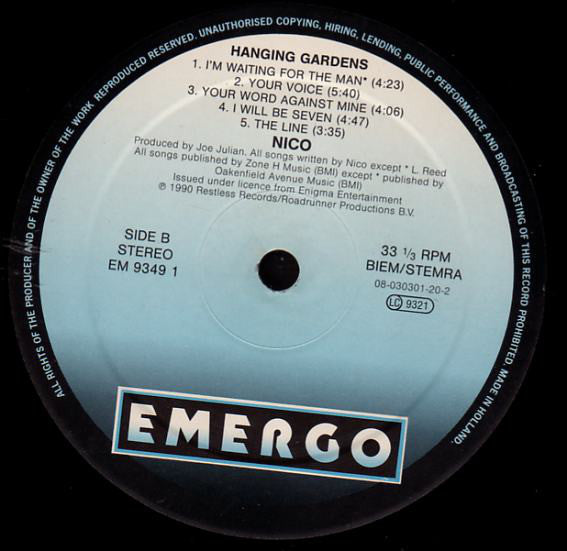 ALL RIGHTS OF THE PRODUCER AND OF THE OWNER OF THE WORK REPRODUCED RESERVED. UNAUTHORISED COPYING, HIRING, LENDING, PUBLIC PERFORMANCE AND BROADCASTING OF THIS RECORD PROHIBITED. MADE IN HOLLAND.
HANGING GARDENS
1. I'M WAITING FOR THE MAN* (4:23)
2. YOUR VOICE (5:40)
3. YOUR WORD AGAINST MINE (4:06)
4. I WILL BE SEVEN (4:47)
5. THE LINE (3:35)
NICO
Produced by Joe Julian. All songs written by Nico except * L. Reed
All songs published by Zone H Music (BMI) except * published by
Oakenfield Avenue Music (BMI)
Issued under licence from Enigma Entertainment
℗ 1990 Restless Records/Roadrunner Productions B.V.
SIDE B
STEREO
EM 9349 1
33 1/3 RPM
BIEM/STEMRA
08-030301-20-2
LC 9321
EMERGO